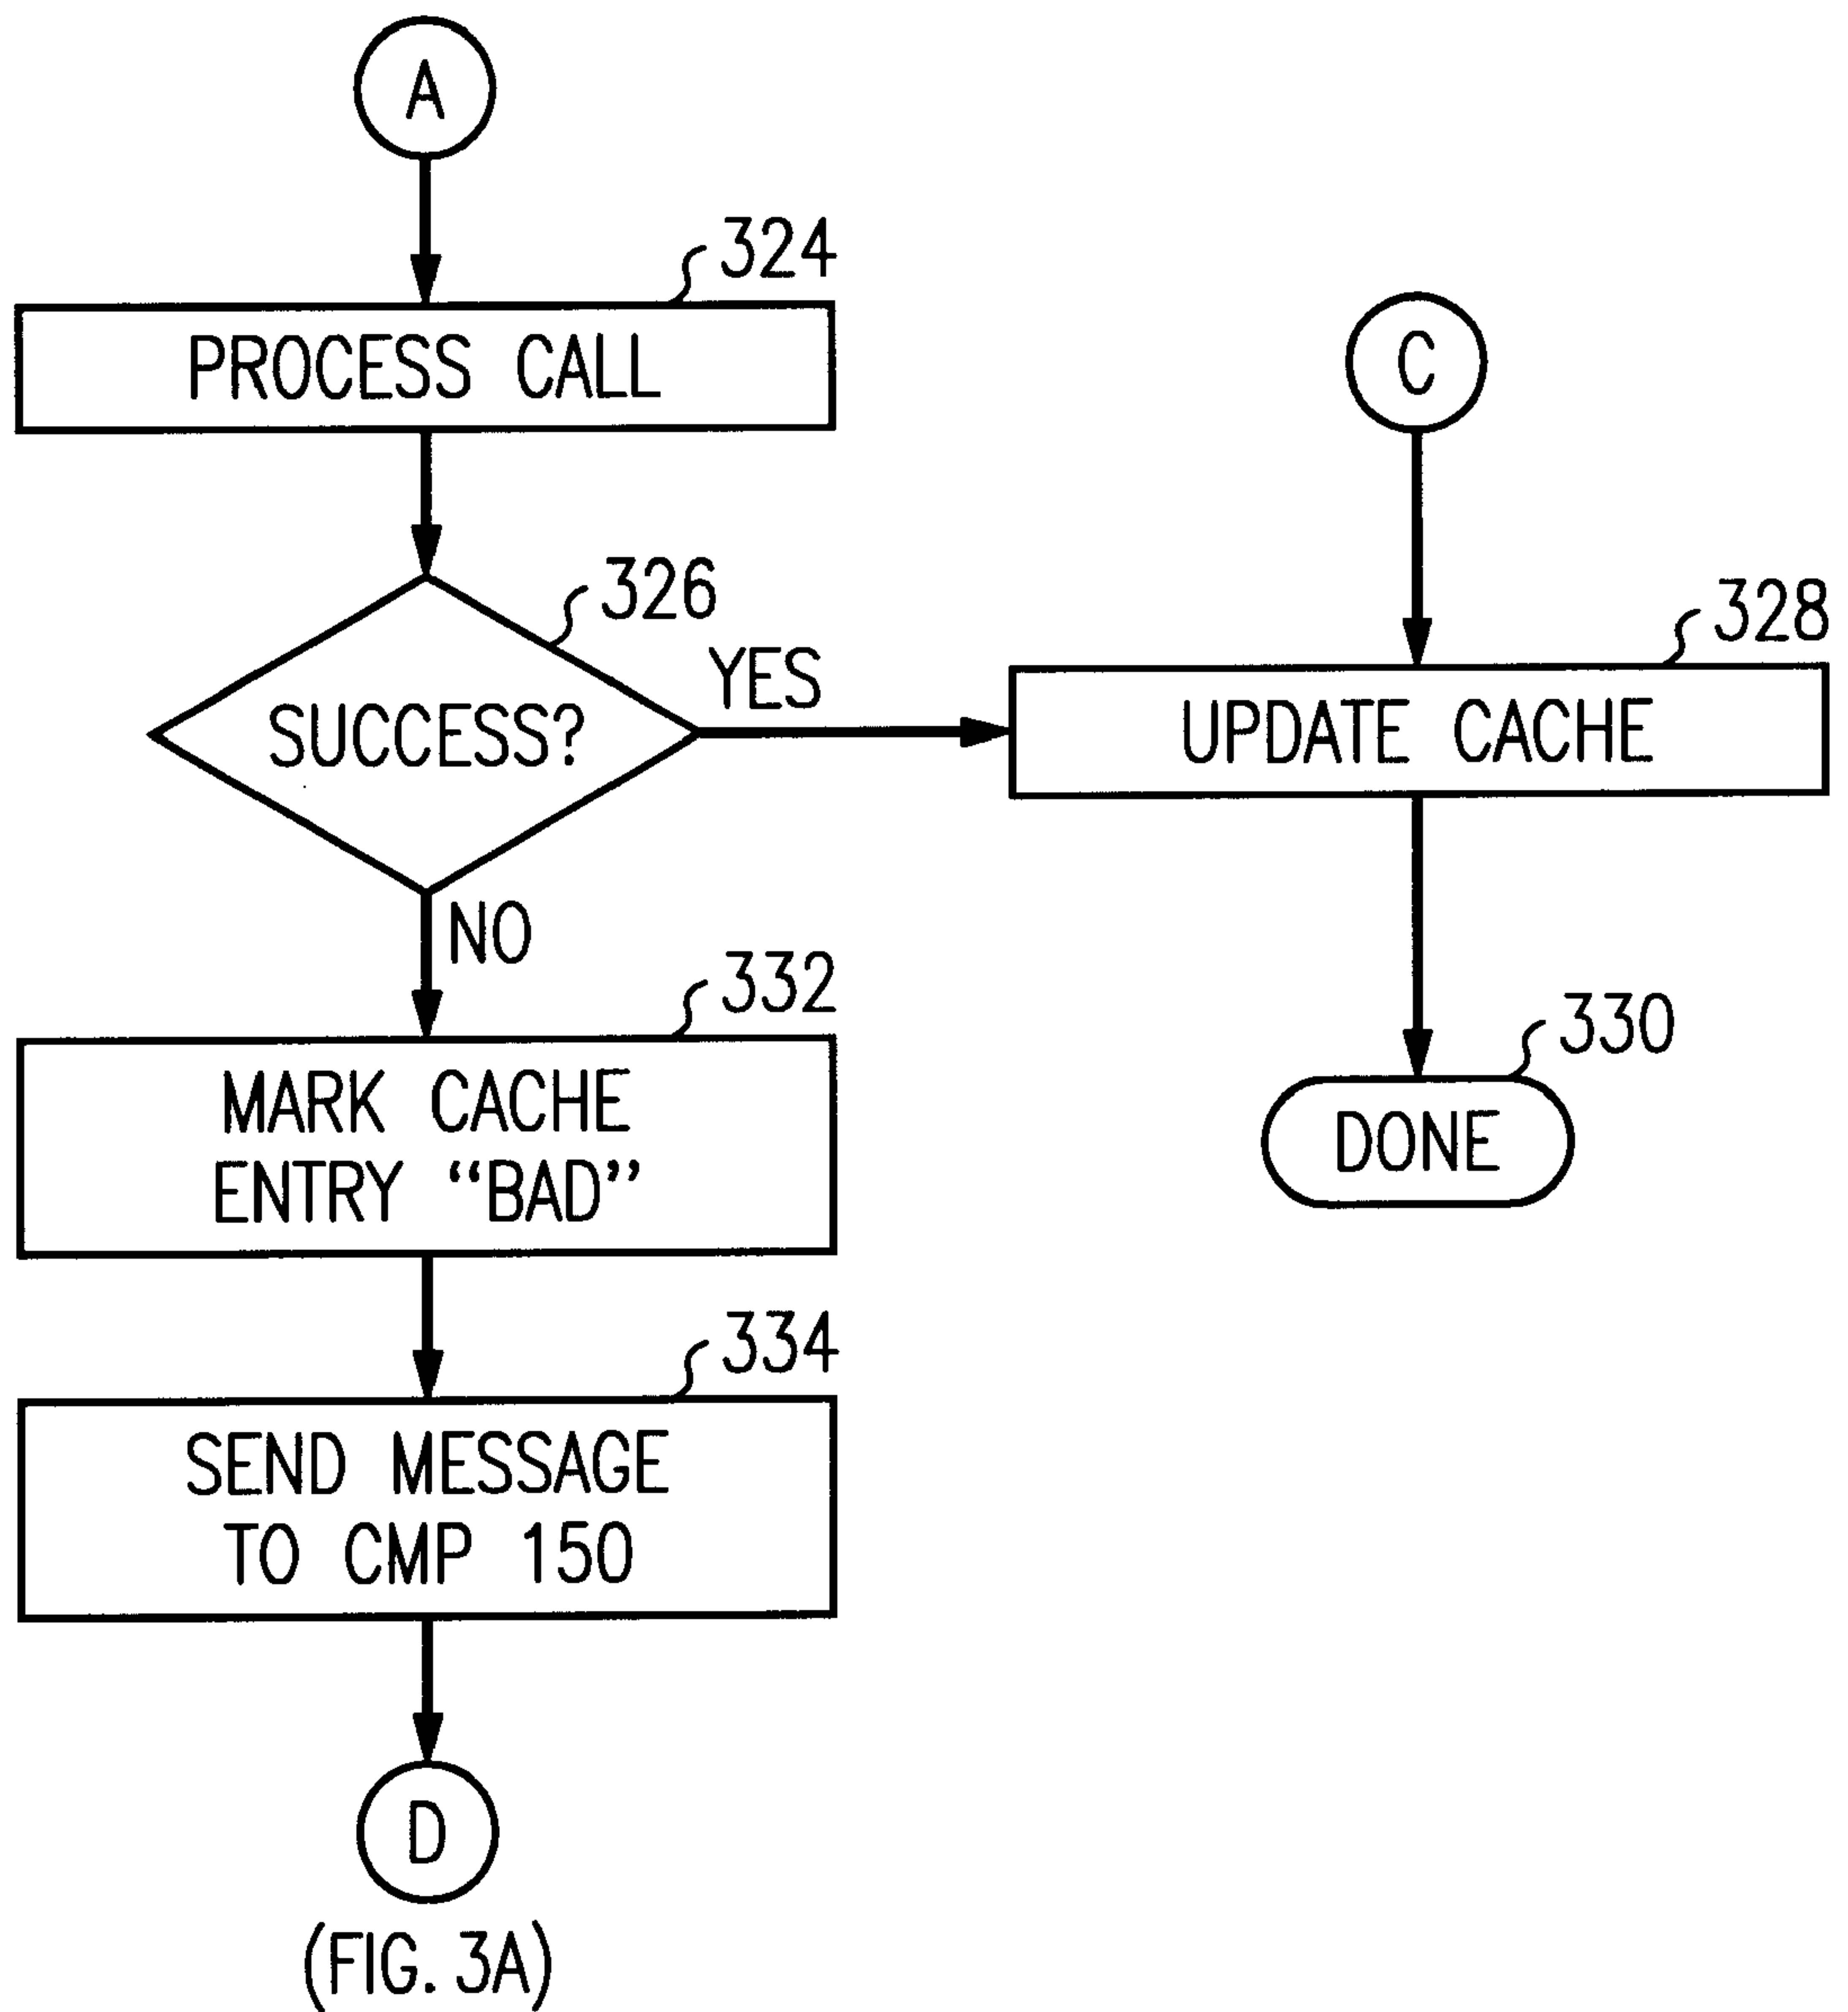 A
324
PROCESS CALL
326
SUCCESS?
YES
NO
332
MARK CACHE
ENTRY “BAD”
334
SEND MESSAGE
TO CMP 150
D
(FIG. 3A)
C
328
UPDATE CACHE
330
DONE